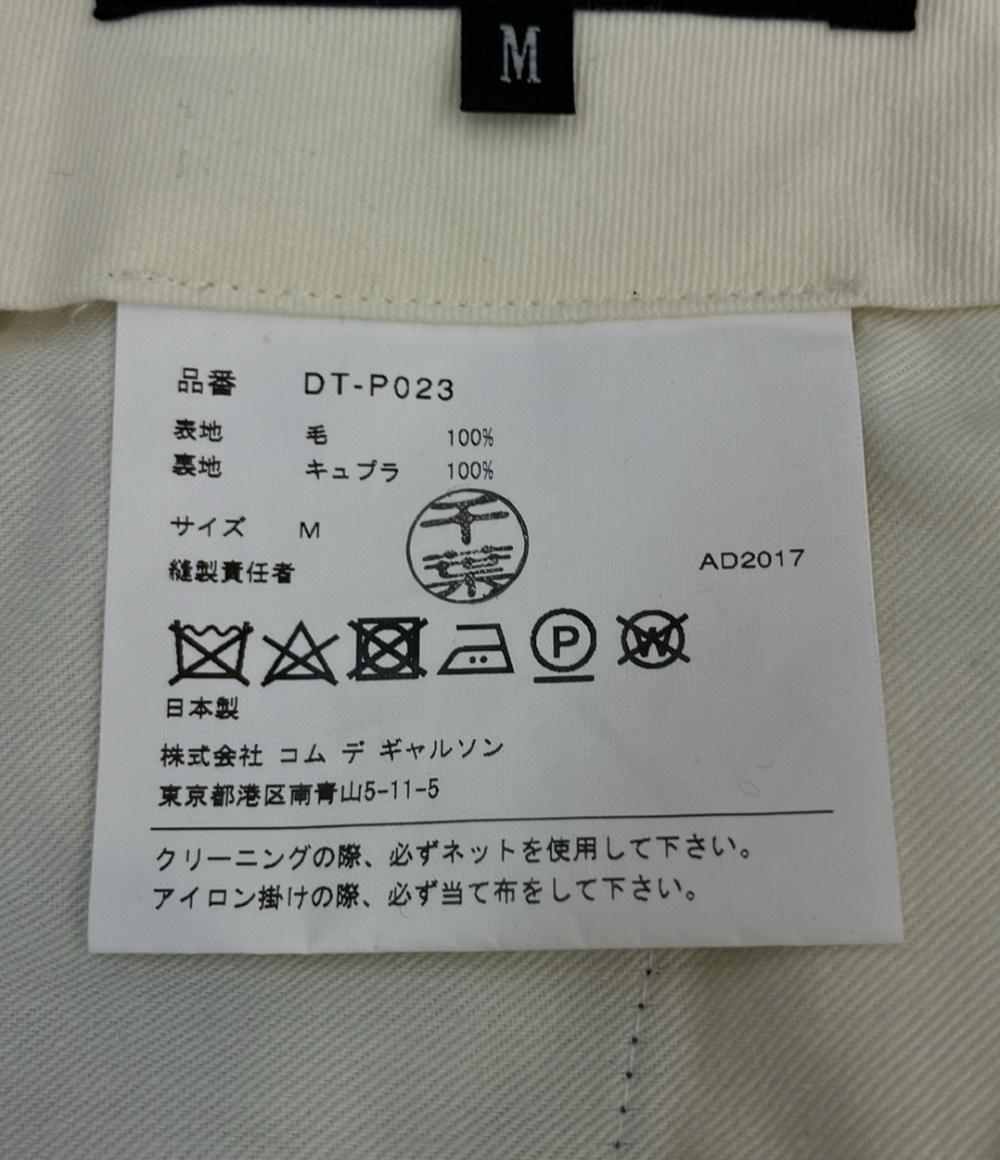 M
品番 DT-P023
表地 毛 100%
裏地 キュプラ 100%
サイズ M
千葉
縫製責任者
AD2017
P W
日本製
株式会社 コム デ ギャルソン
東京都港区南青山5-11-5
クリーニングの際、必ずネットを使用して下さい。
アイロン掛けの際、必ず当て布をして下さい。